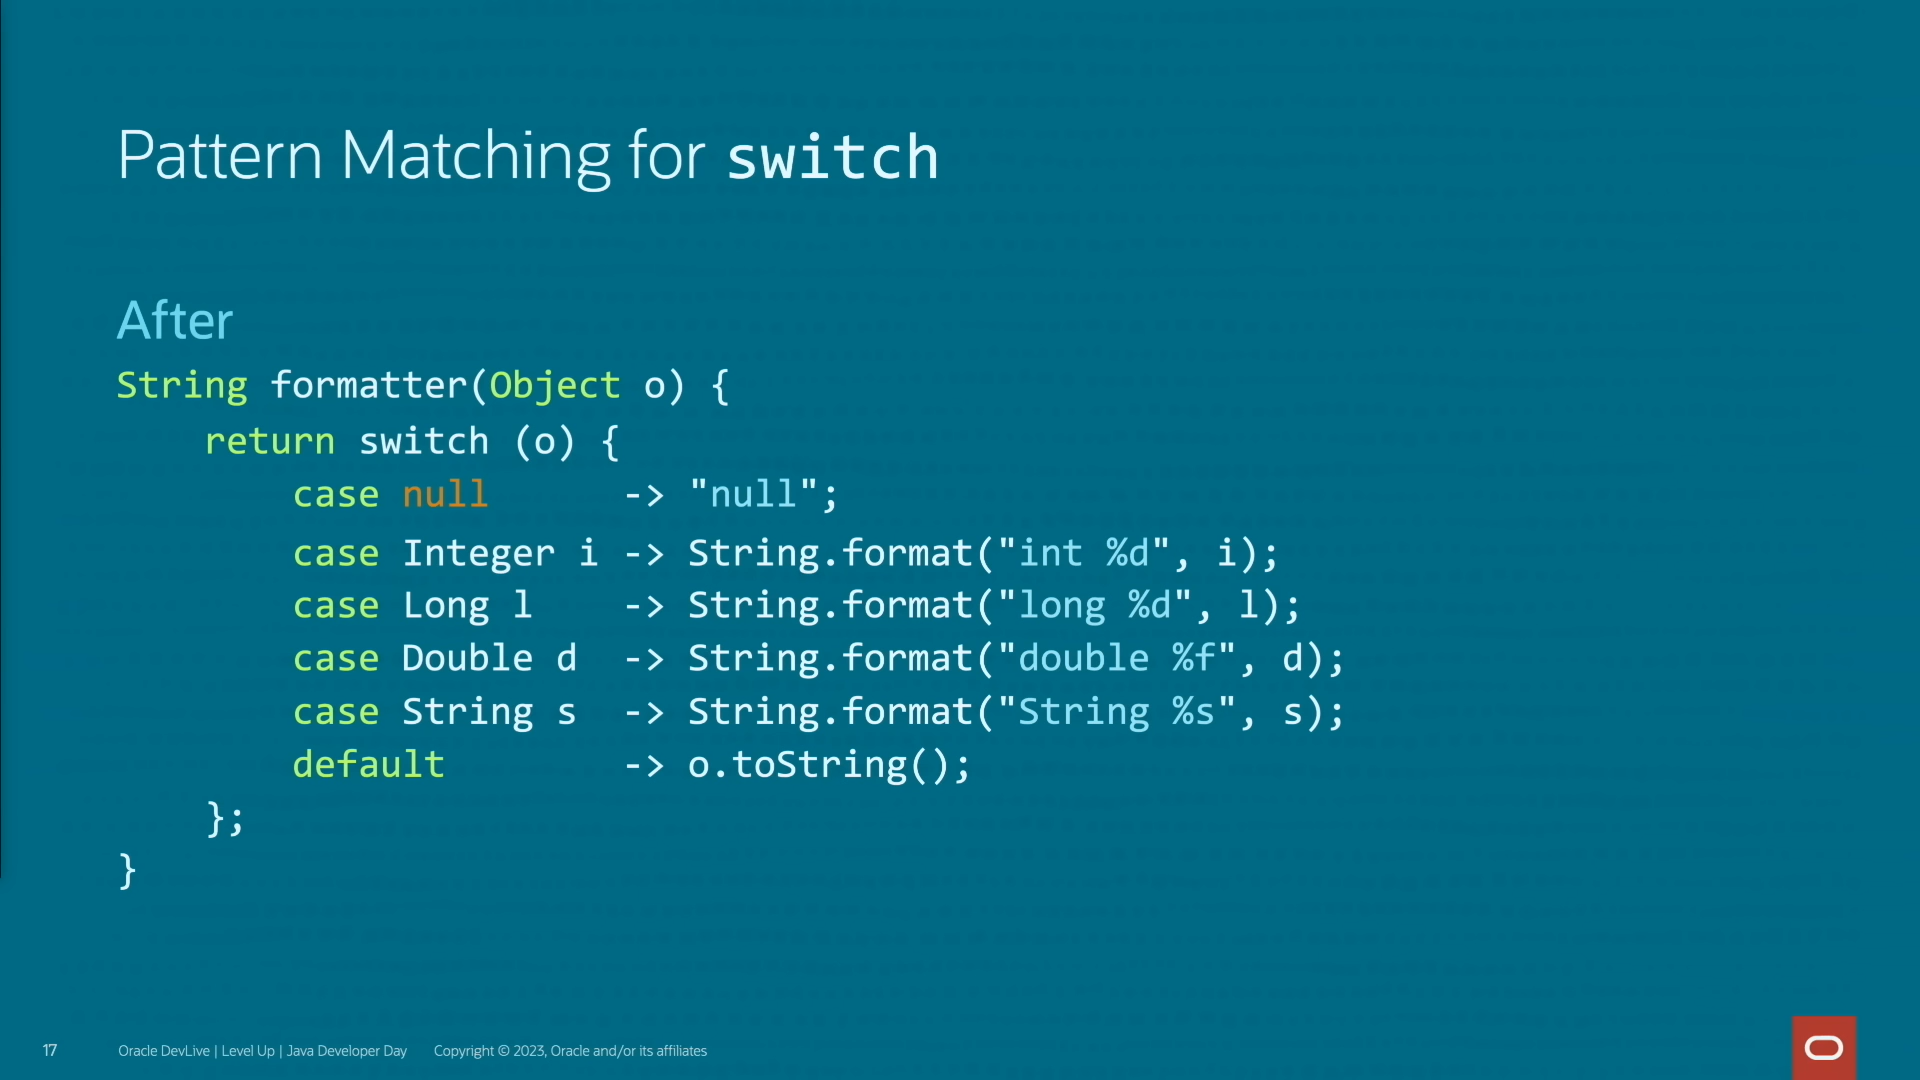 Pattern Matching for switch
After
String formatter(Object o) {
    return switch (o) {
        case null      -> "null";
        case Integer i -> String.format("int %d", i);
        case Long l    -> String.format("long %d", l);
        case Double d  -> String.format("double %f", d);
        case String s  -> String.format("String %s", s);
        default        -> o.toString();
    };
}
17 Oracle DevLive | Level Up | Java Developer Day Copyright © 2023, Oracle and/or its affiliates